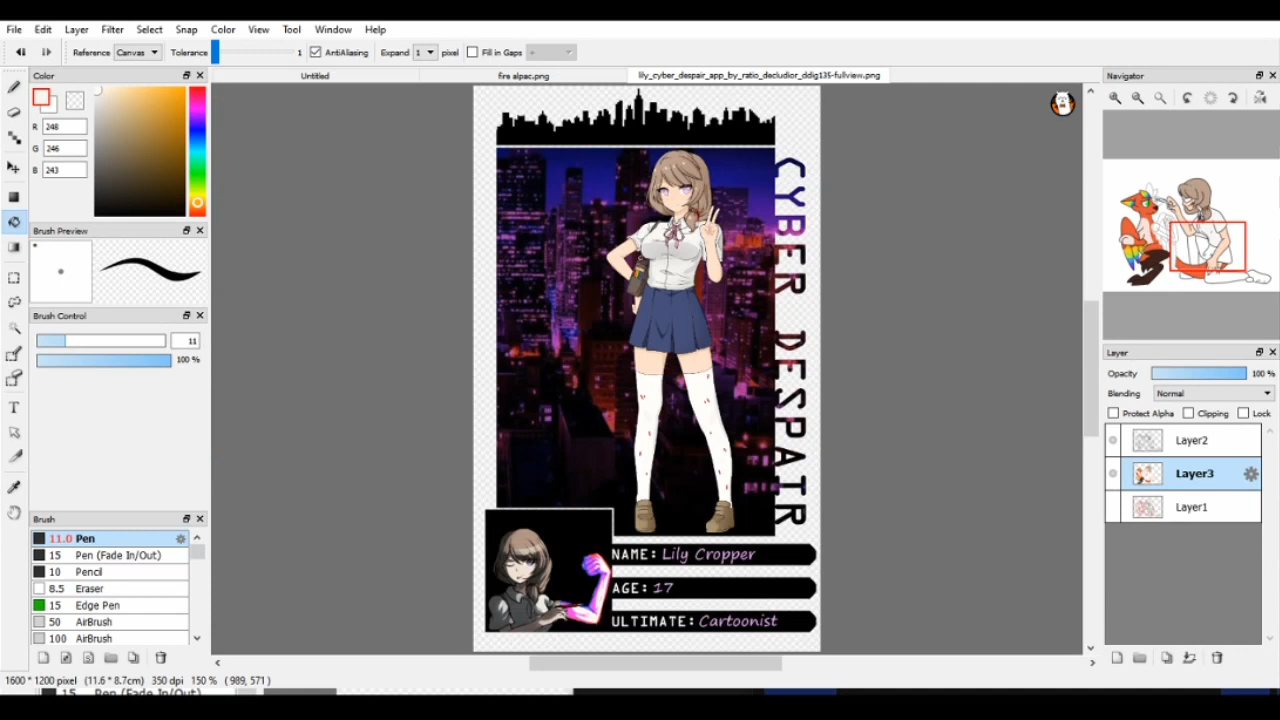 File Edit Layer Filter Select Snap Color View Tool Window Help
Reference Canvas Tolerance 1 AntiAliasing Expand 1 pixel Fill in Gaps +
Color
Untitled
fire alpac.png
lily_cyber_despair_app_by_ratio_decludior_ddig135-fullview.png
Navigator
R 248
G 246
B 243
Brush Preview
Brush Control
11
100 %
Brush
11.0 Pen
15 Pen (Fade In/Out)
10 Pencil
8.5 Eraser
15 Edge Pen
50 AirBrush
100 AirBrush
CYBER DESPAIR
NAME: Lily Cropper
AGE: 17
ULTIMATE: Cartoonist
Layer
Opacity 100 %
Blending Normal
Protect Alpha Clipping Lock
Layer2
Layer3
Layer1
1600 * 1200 pixel (11.6 * 8.7cm) 350 dpi 150 % ( 989, 571 )
15 Pen (Fade In/Out)